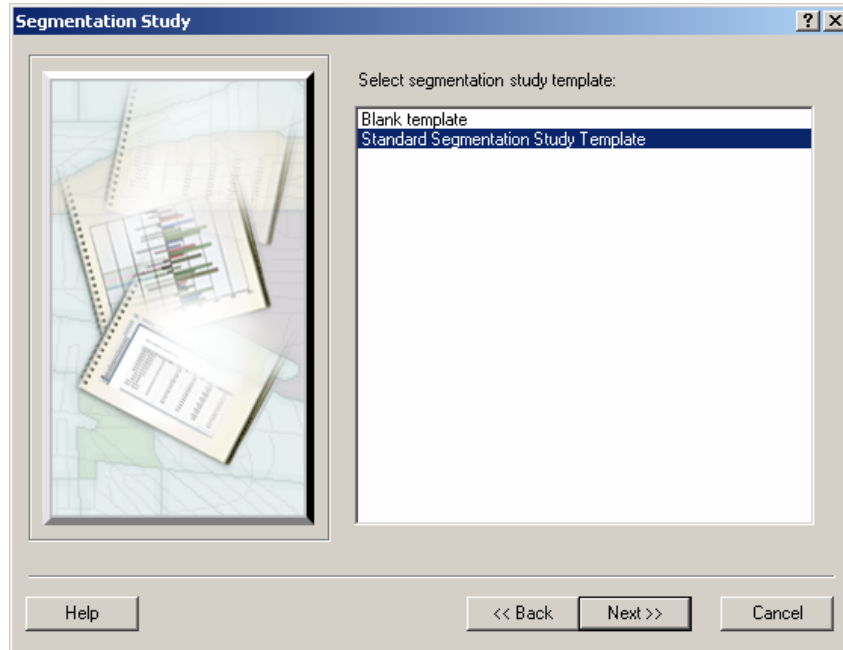 Segmentation Study
Select segmentation study template:
Blank template
Standard Segmentation Study Template
Help
<< Back
Next >>
Cancel